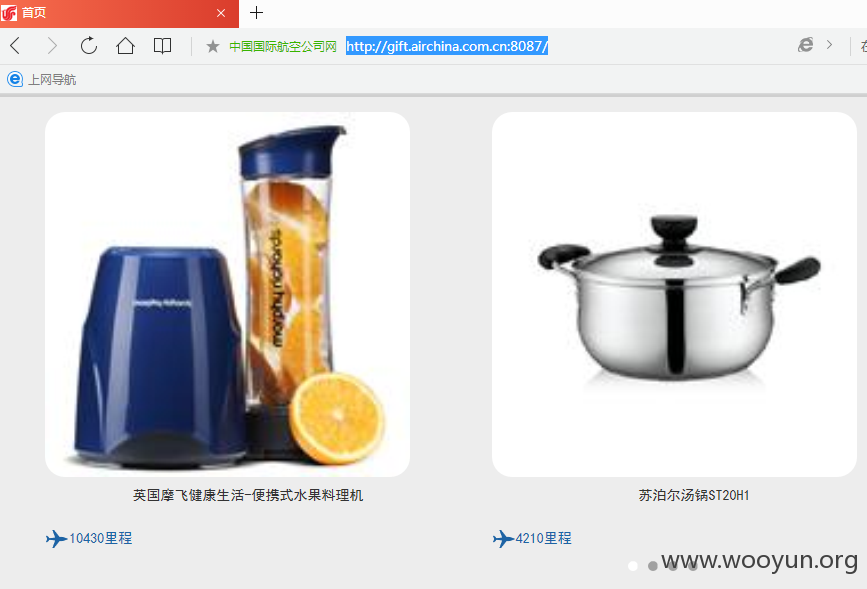 首页
中国国际航空公司网 http://gift.airchina.com.cn:8087/
在
上网导航
morphy richards
morphy richards
英国摩飞健康生活-便携式水果料理机
苏泊尔汤锅ST20H1
10430里程
4210里程
www.wooyun.org